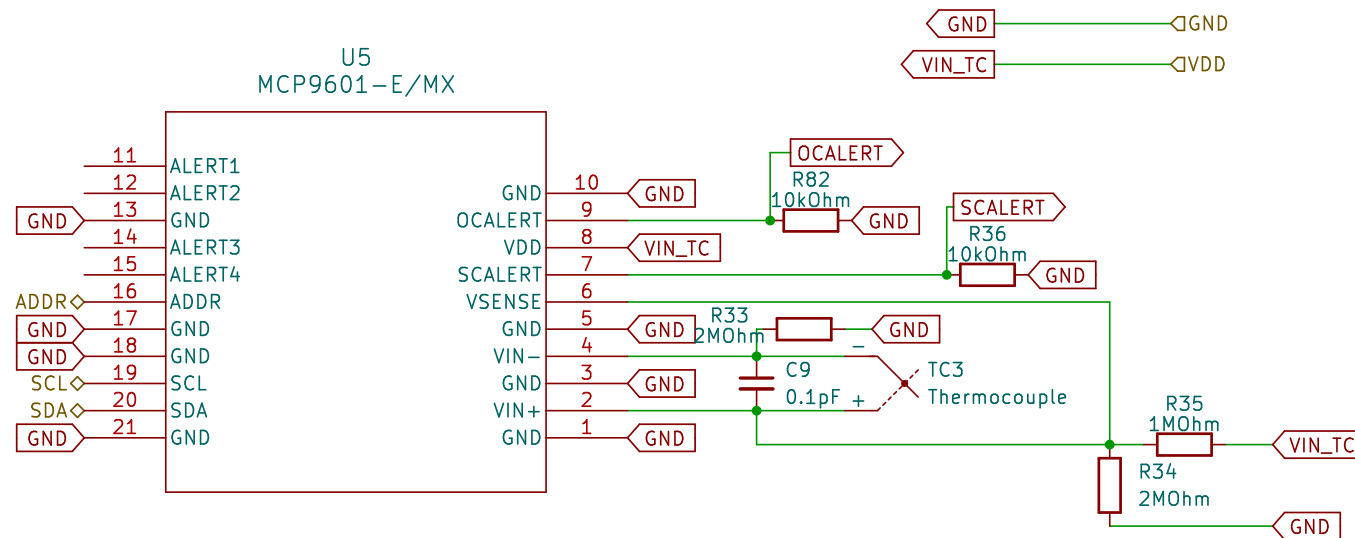 GND
GND
VIN_TC
VDD
U5
MCP9601-E/MX
11
ALERT1
12
ALERT2
GND
13
GND
14
ALERT3
15
ALERT4
ADDR
16
ADDR
GND
17
GND
GND
18
GND
SCL
19
SCL
SDA
20
SDA
GND
21
GND
GND
10
GND
OCALERT
9
VDD
8
VIN_TC
SCALERT
7
VSENSE
6
GND
5
GND
VIN-
4
GND
3
GND
VIN+
2
GND
1
GND
OCALERT
R82
10kOhm
GND
SCALERT
R36
10kOhm
GND
R33
2MOhm
GND
C9
0.1pF
-
+
TC3
Thermocouple
R35
1MOhm
VIN_TC
R34
2MOhm
GND